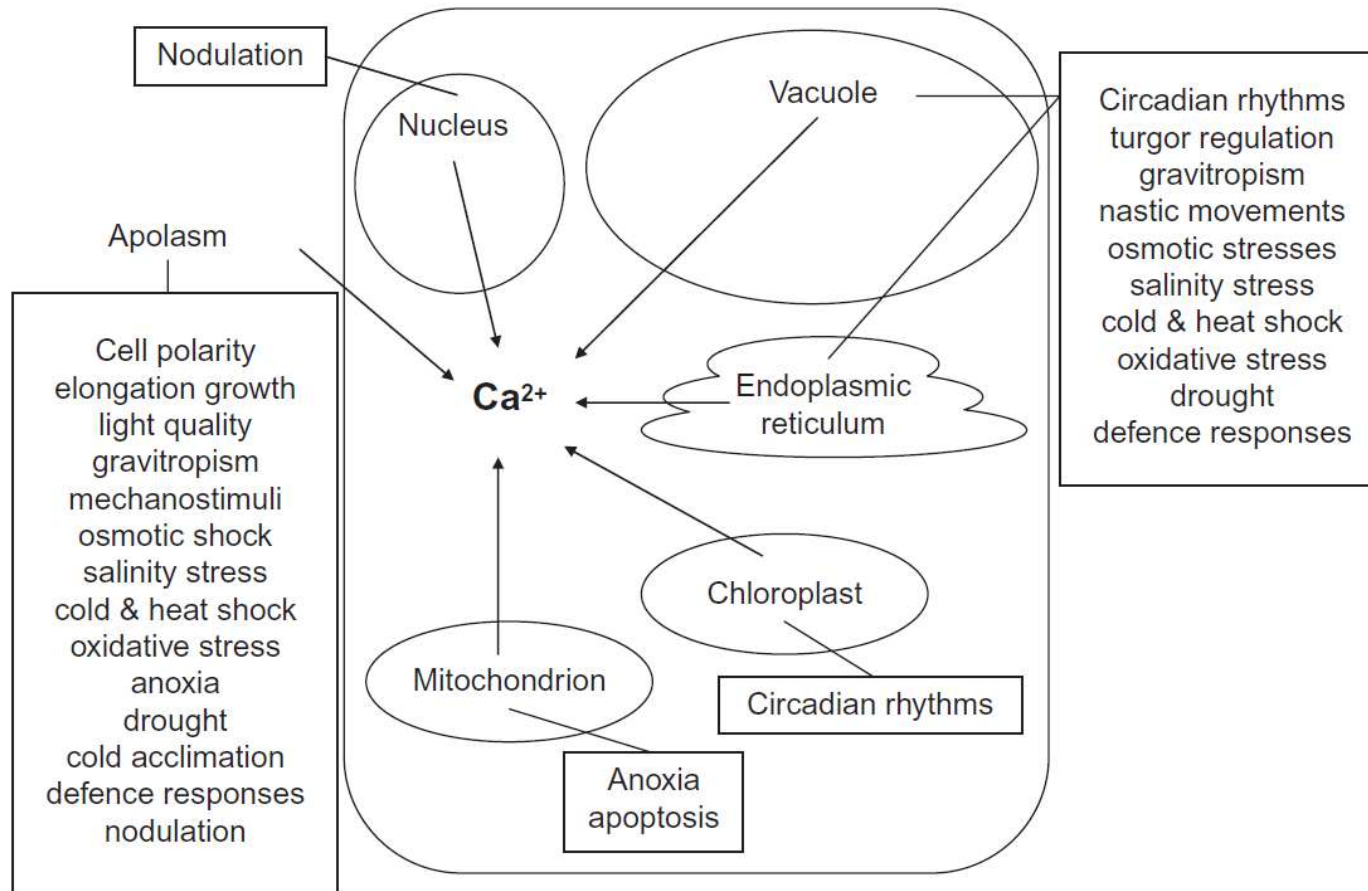 Nodulation
Nucleus
Vacuole
Apolasm
Cell polarity
elongation growth
light quality
gravitropism
mechanostimuli
osmotic shock
salinity stress
cold & heat shock
oxidative stress
anoxia
drought
cold acclimation
defence responses
nodulation
Ca²⁺
Endoplasmic
reticulum
Circadian rhythms
turgor regulation
gravitropism
nastic movements
osmotic stresses
salinity stress
cold & heat shock
oxidative stress
drought
defence responses
Chloroplast
Circadian rhythms
Mitochondrion
Anoxia
apoptosis